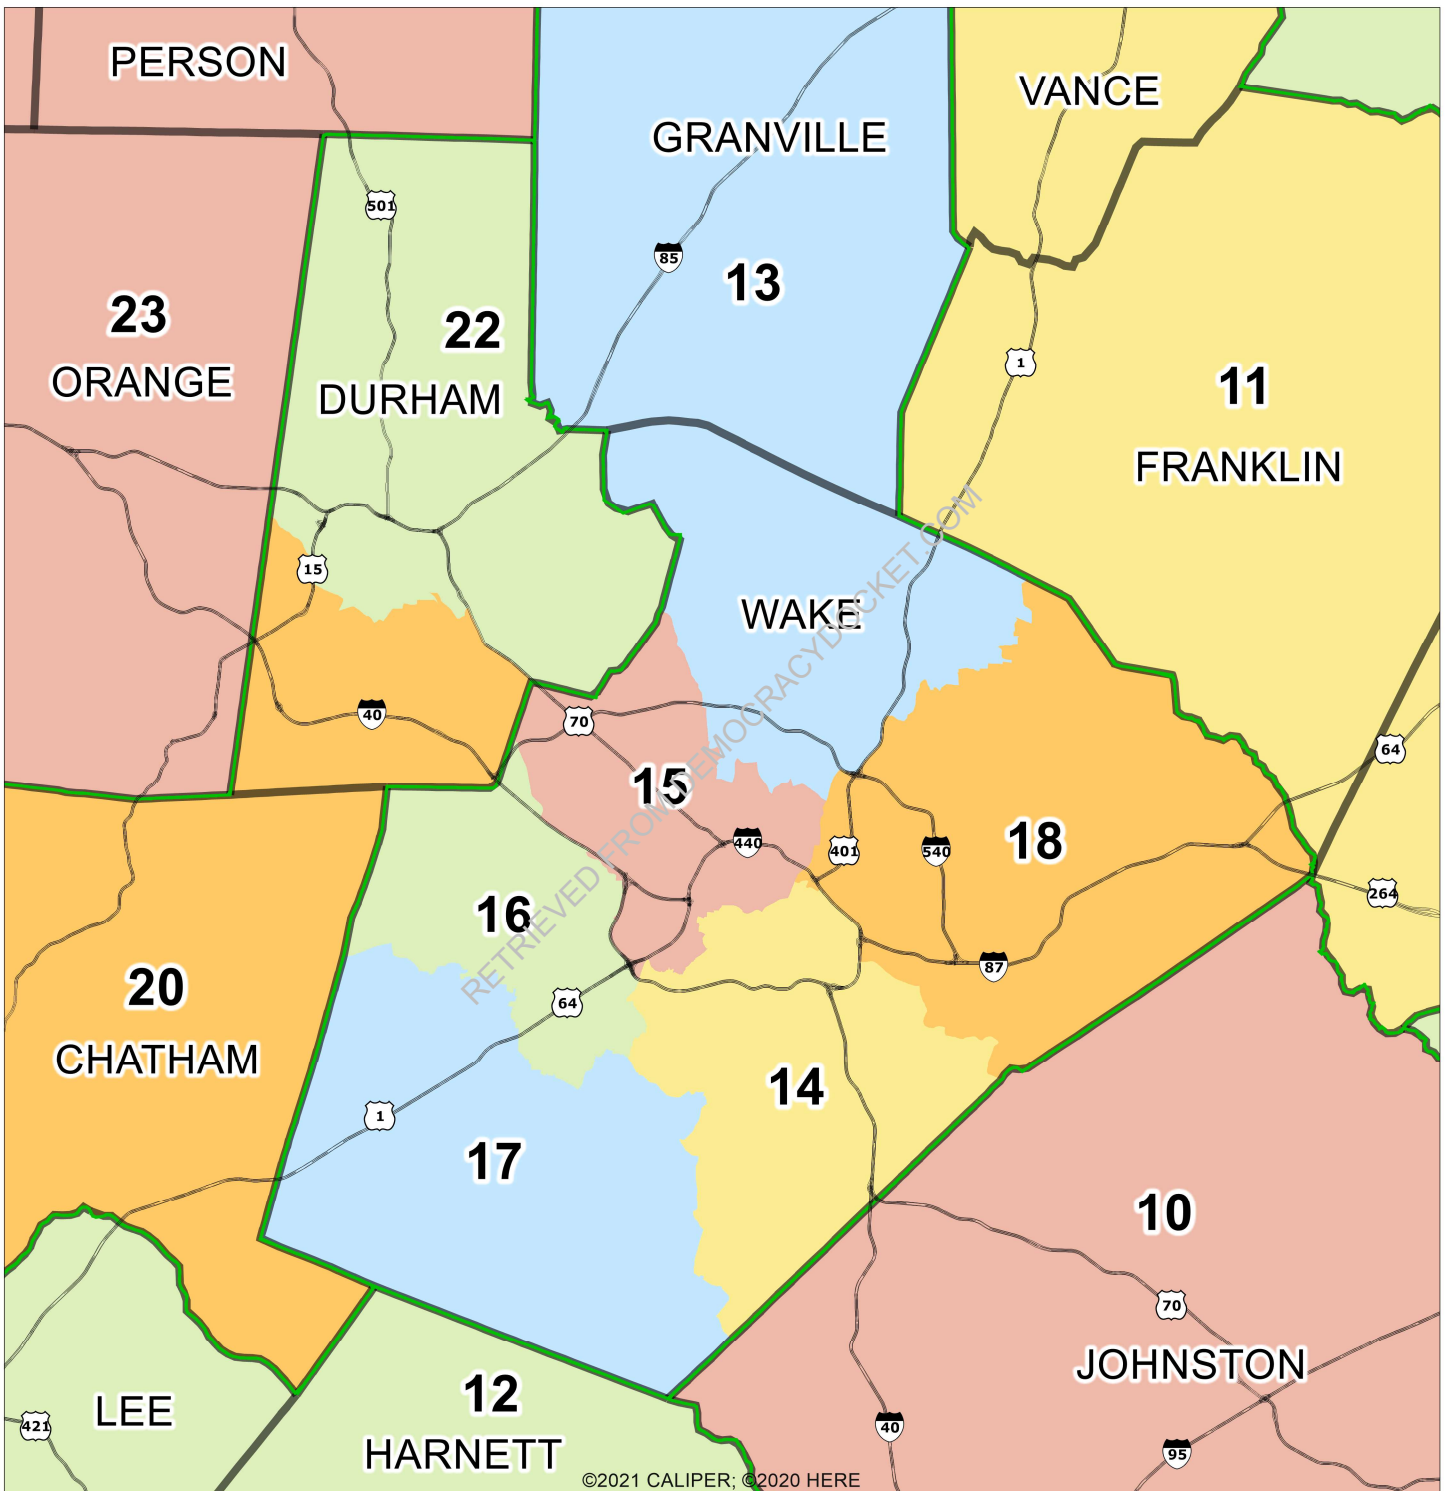 PERSON
VANCE
GRANVILLE
501
85
13
23
22
1
11
ORANGE
DURHAM
FRANKLIN
15
WAKE
40
70
64
15
440
401
540
18
264
16
87
20
64
CHATHAM
14
1
17
10
70
JOHNSTON
12
LEE
421
40
HARNETT
95
RETRIEVED FROM DEMOCRACYDOCKET.COM
©2021 CALIPER; ©2020 HERE